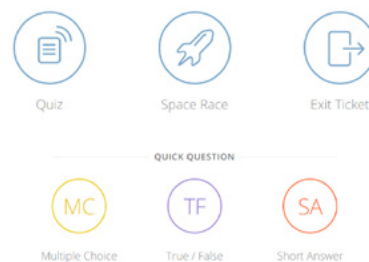 Quiz Space Race Exit Ticket
QUICK QUESTION
MC TF SA
Multiple Choice True / False Short Answer